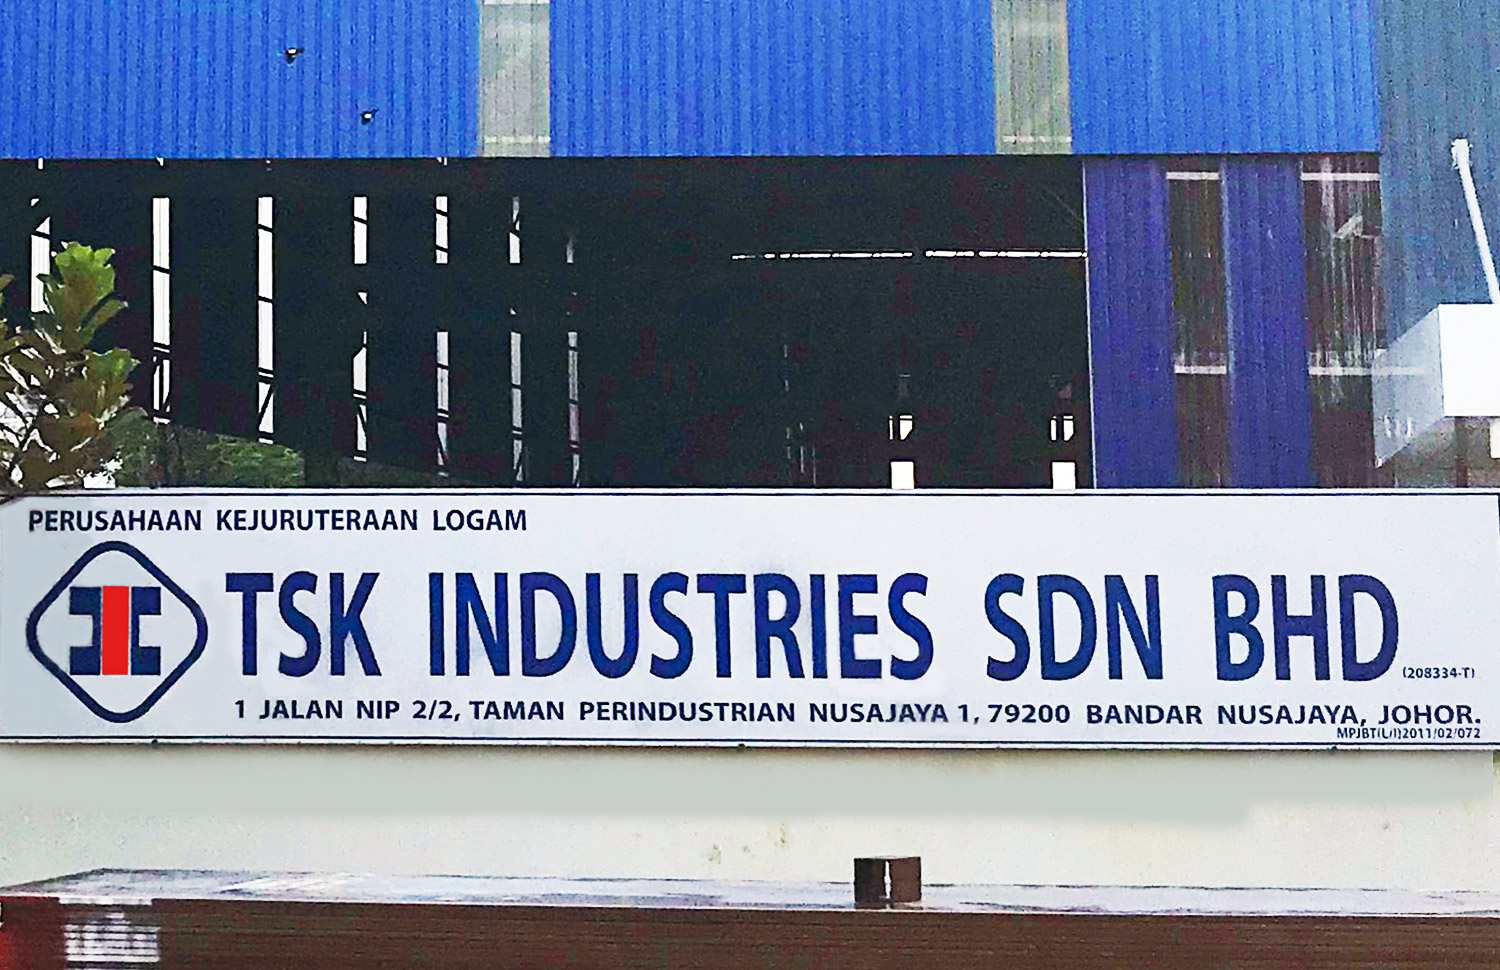 PERUSAHAAN KEJURUTERAAN LOGAM
TSK INDUSTRIES SDN BHD
(208334-T)
1 JALAN NIP 2/2, TAMAN PERINDUSTRIAN NUSAJAYA 1, 79200 BANDAR NUSAJAYA, JOHOR.
MPJBT(L/I)2011/02/072